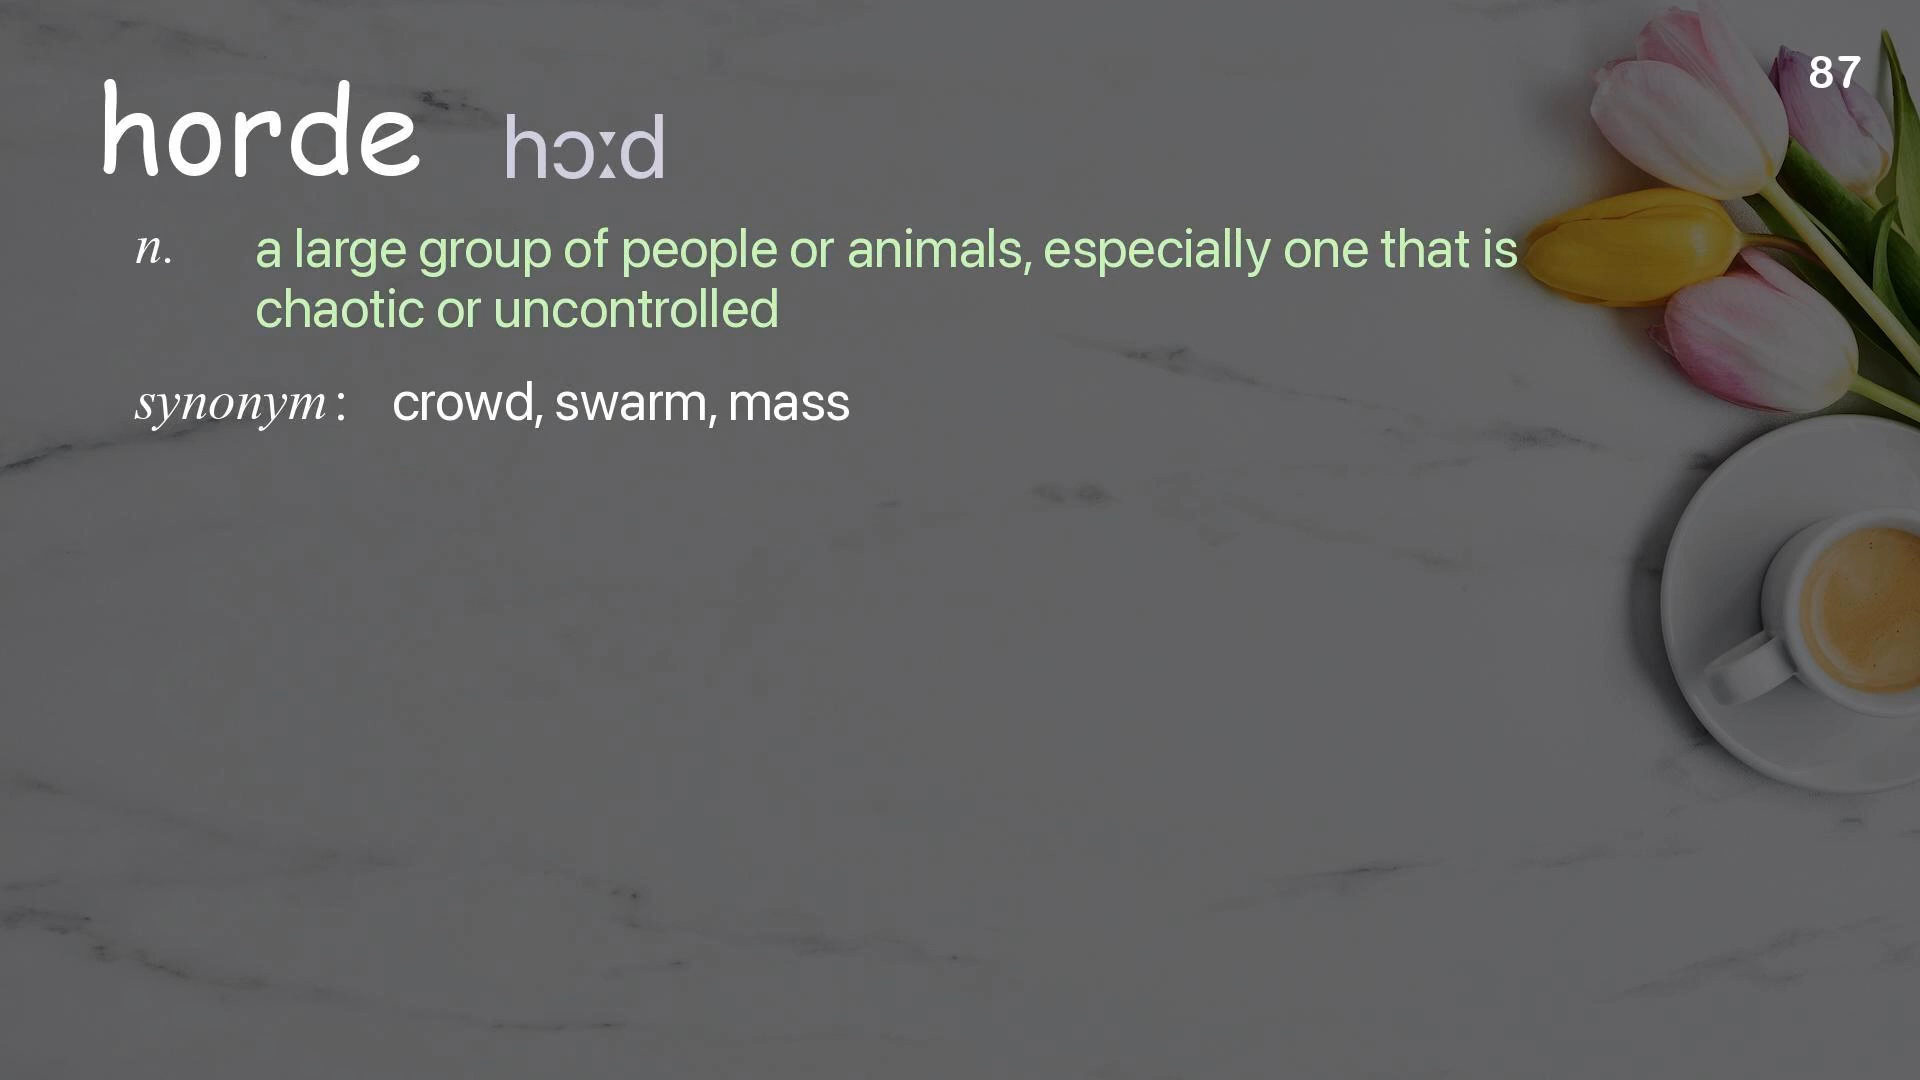 87
horde hɔːd
n. a large group of people or animals, especially one that is
chaotic or uncontrolled
synonym: crowd, swarm, mass